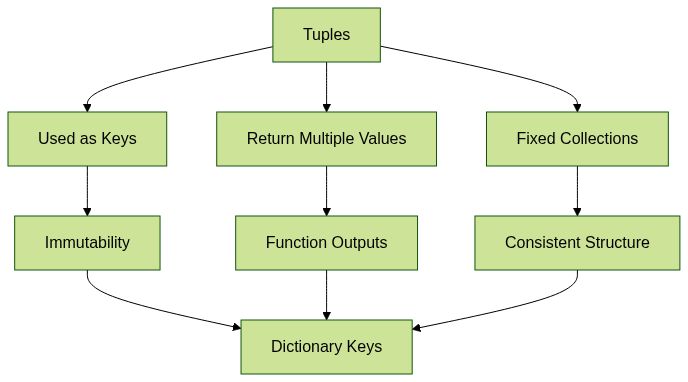 Tuples
Used as Keys
Return Multiple Values
Fixed Collections
Immutability
Function Outputs
Consistent Structure
Dictionary Keys